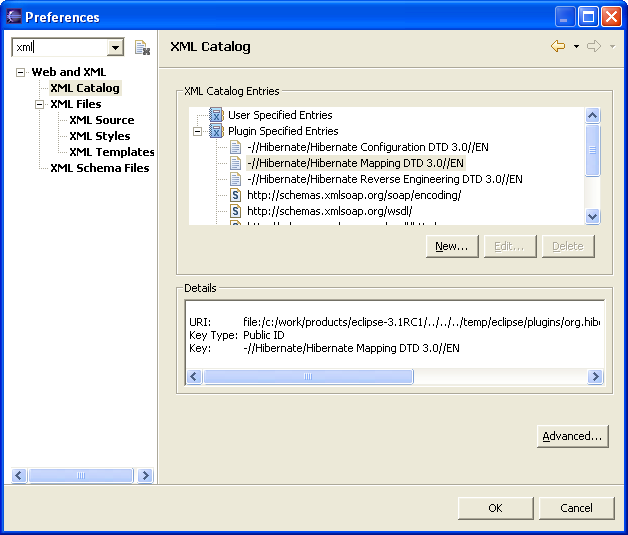 Preferences
xml
XML Catalog
Web and XML
XML Catalog
XML Files
XML Source
XML Styles
XML Templates
XML Schema Files
XML Catalog Entries
User Specified Entries
Plugin Specified Entries
-//Hibernate/Hibernate Configuration DTD 3.0//EN
-//Hibernate/Hibernate Mapping DTD 3.0//EN
-//Hibernate/Hibernate Reverse Engineering DTD 3.0//EN
http://schemas.xmlsoap.org/soap/encoding/
http://schemas.xmlsoap.org/wsdl/
New... Edit... Delete
Details
URI: file:/c:/work/products/eclipse-3.1RC1/../../../temp/eclipse/plugins/org.hibe
Key Type: Public ID
Key: -//Hibernate/Hibernate Mapping DTD 3.0//EN
Advanced...
OK Cancel